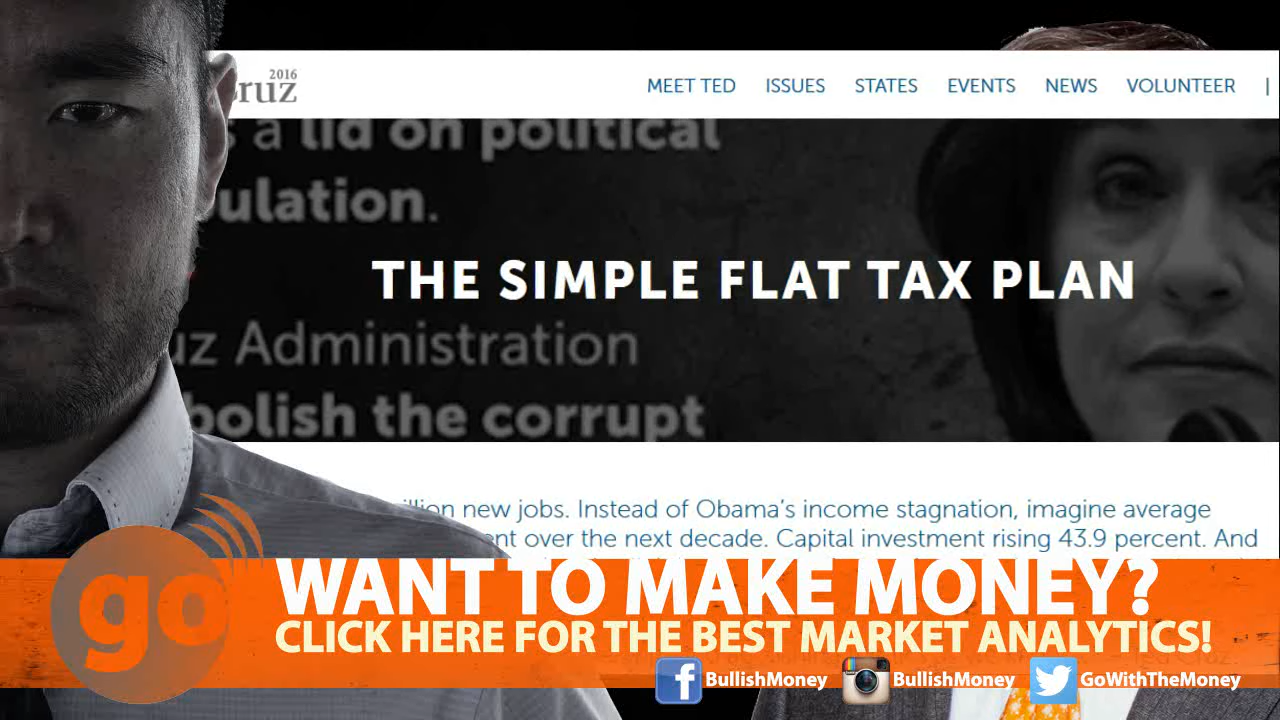 2016
ruz
MEET TED ISSUES STATES EVENTS NEWS VOLUNTEER |
a lid on political
ulation.
THE SIMPLE FLAT TAX PLAN
uz Administration
bolish the corrupt
new jobs. Instead of Obama's income stagnation, imagine average
over the next decade. Capital investment rising 43.9 percent. And
go
WANT TO MAKE MONEY?
CLICK HERE FOR THE BEST MARKET ANALYTICS!
BullishMoney BullishMoney GoWithTheMoney